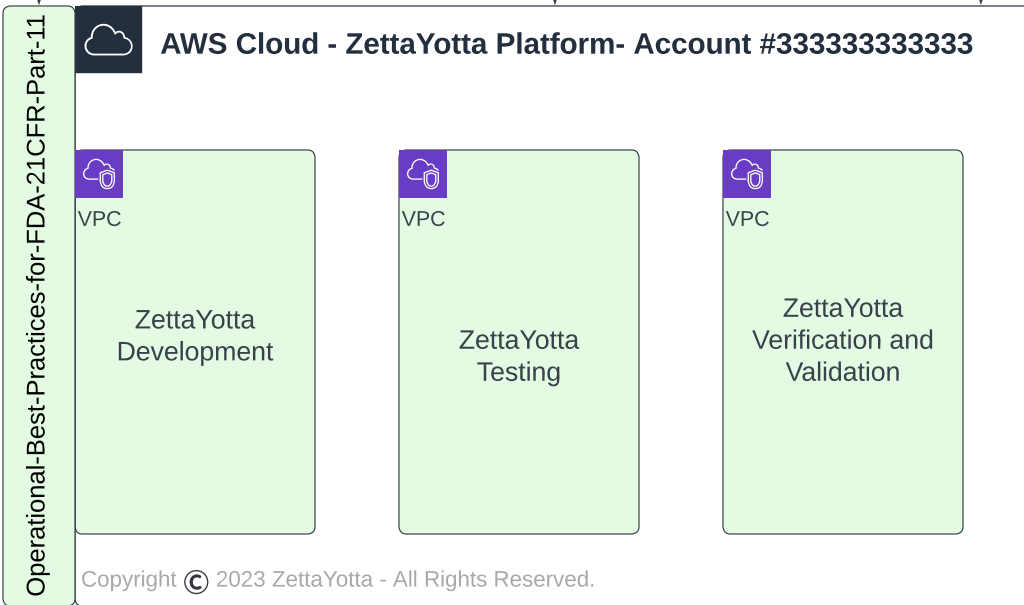 Operational-Best-Practices-for-FDA-21CFR-Part-11
AWS Cloud - ZettaYotta Platform- Account #333333333333
VPC
ZettaYotta
Development
VPC
ZettaYotta
Testing
VPC
ZettaYotta
Verification and
Validation
Copyright © 2023 ZettaYotta - All Rights Reserved.